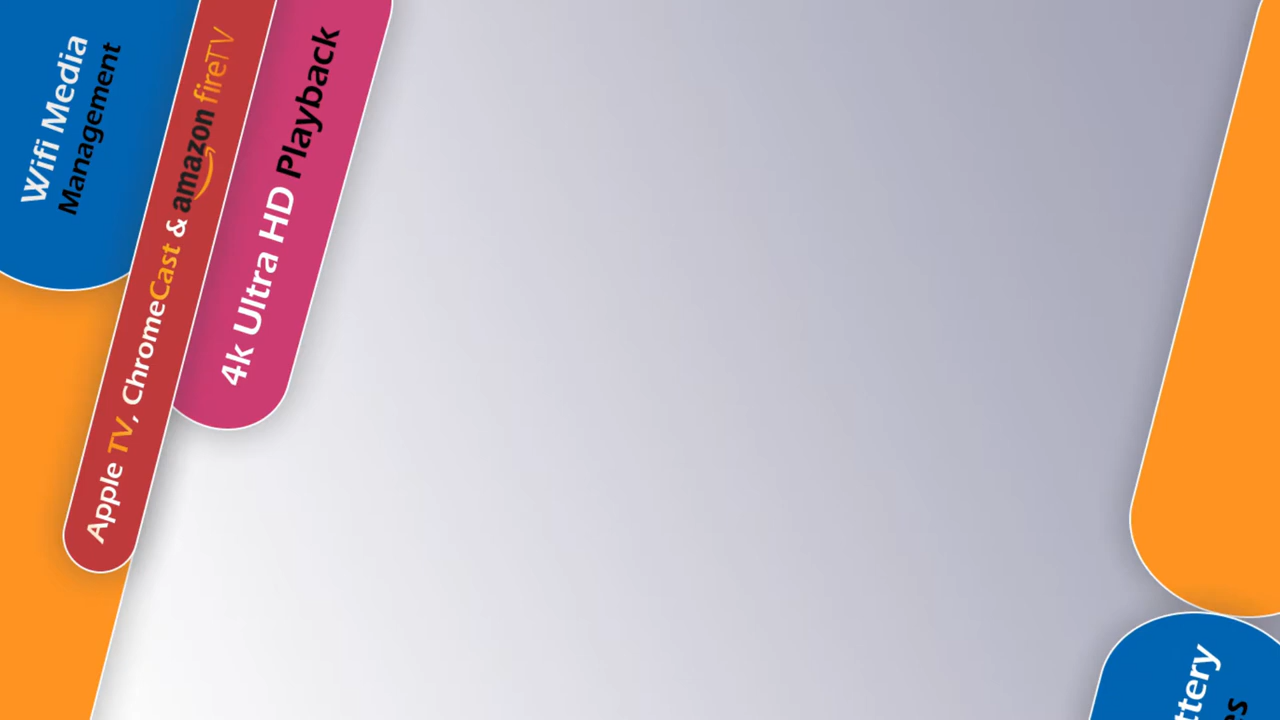 Wifi Media
Management
Apple TV, ChromeCast & amazon fireTV
4k Ultra HD Playback